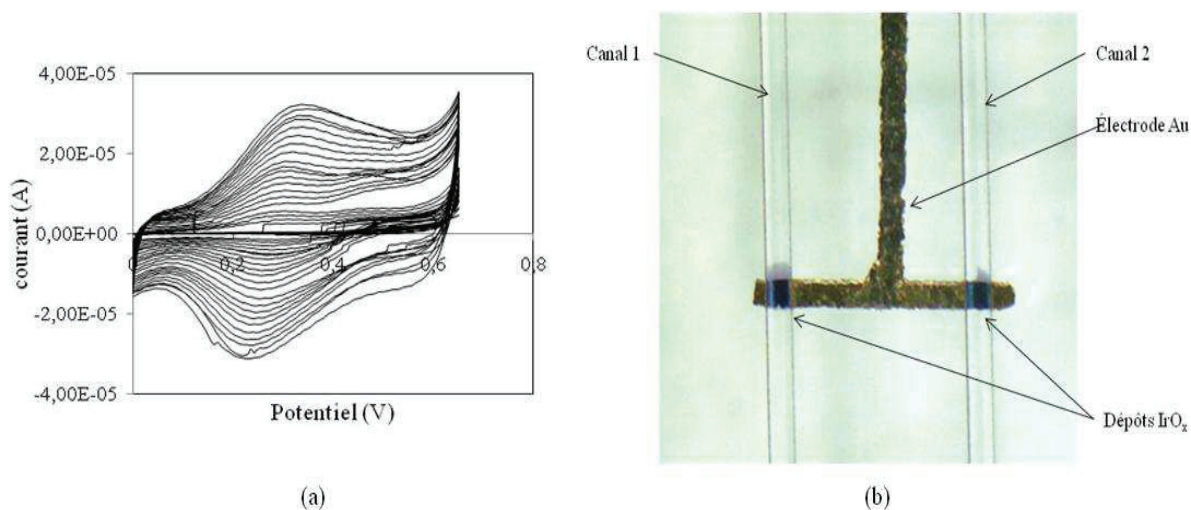 (a)
4,00E-05
2,00E-05
0,00E+00
-2,00E-05
-4,00E-05
0
0,2
0,4
0,6
0,8
courant (A)
Potentiel (V)
(b)
Canal 1
Canal 2
Électrode Au
Dépôts IrOₓ
(a)
(b)